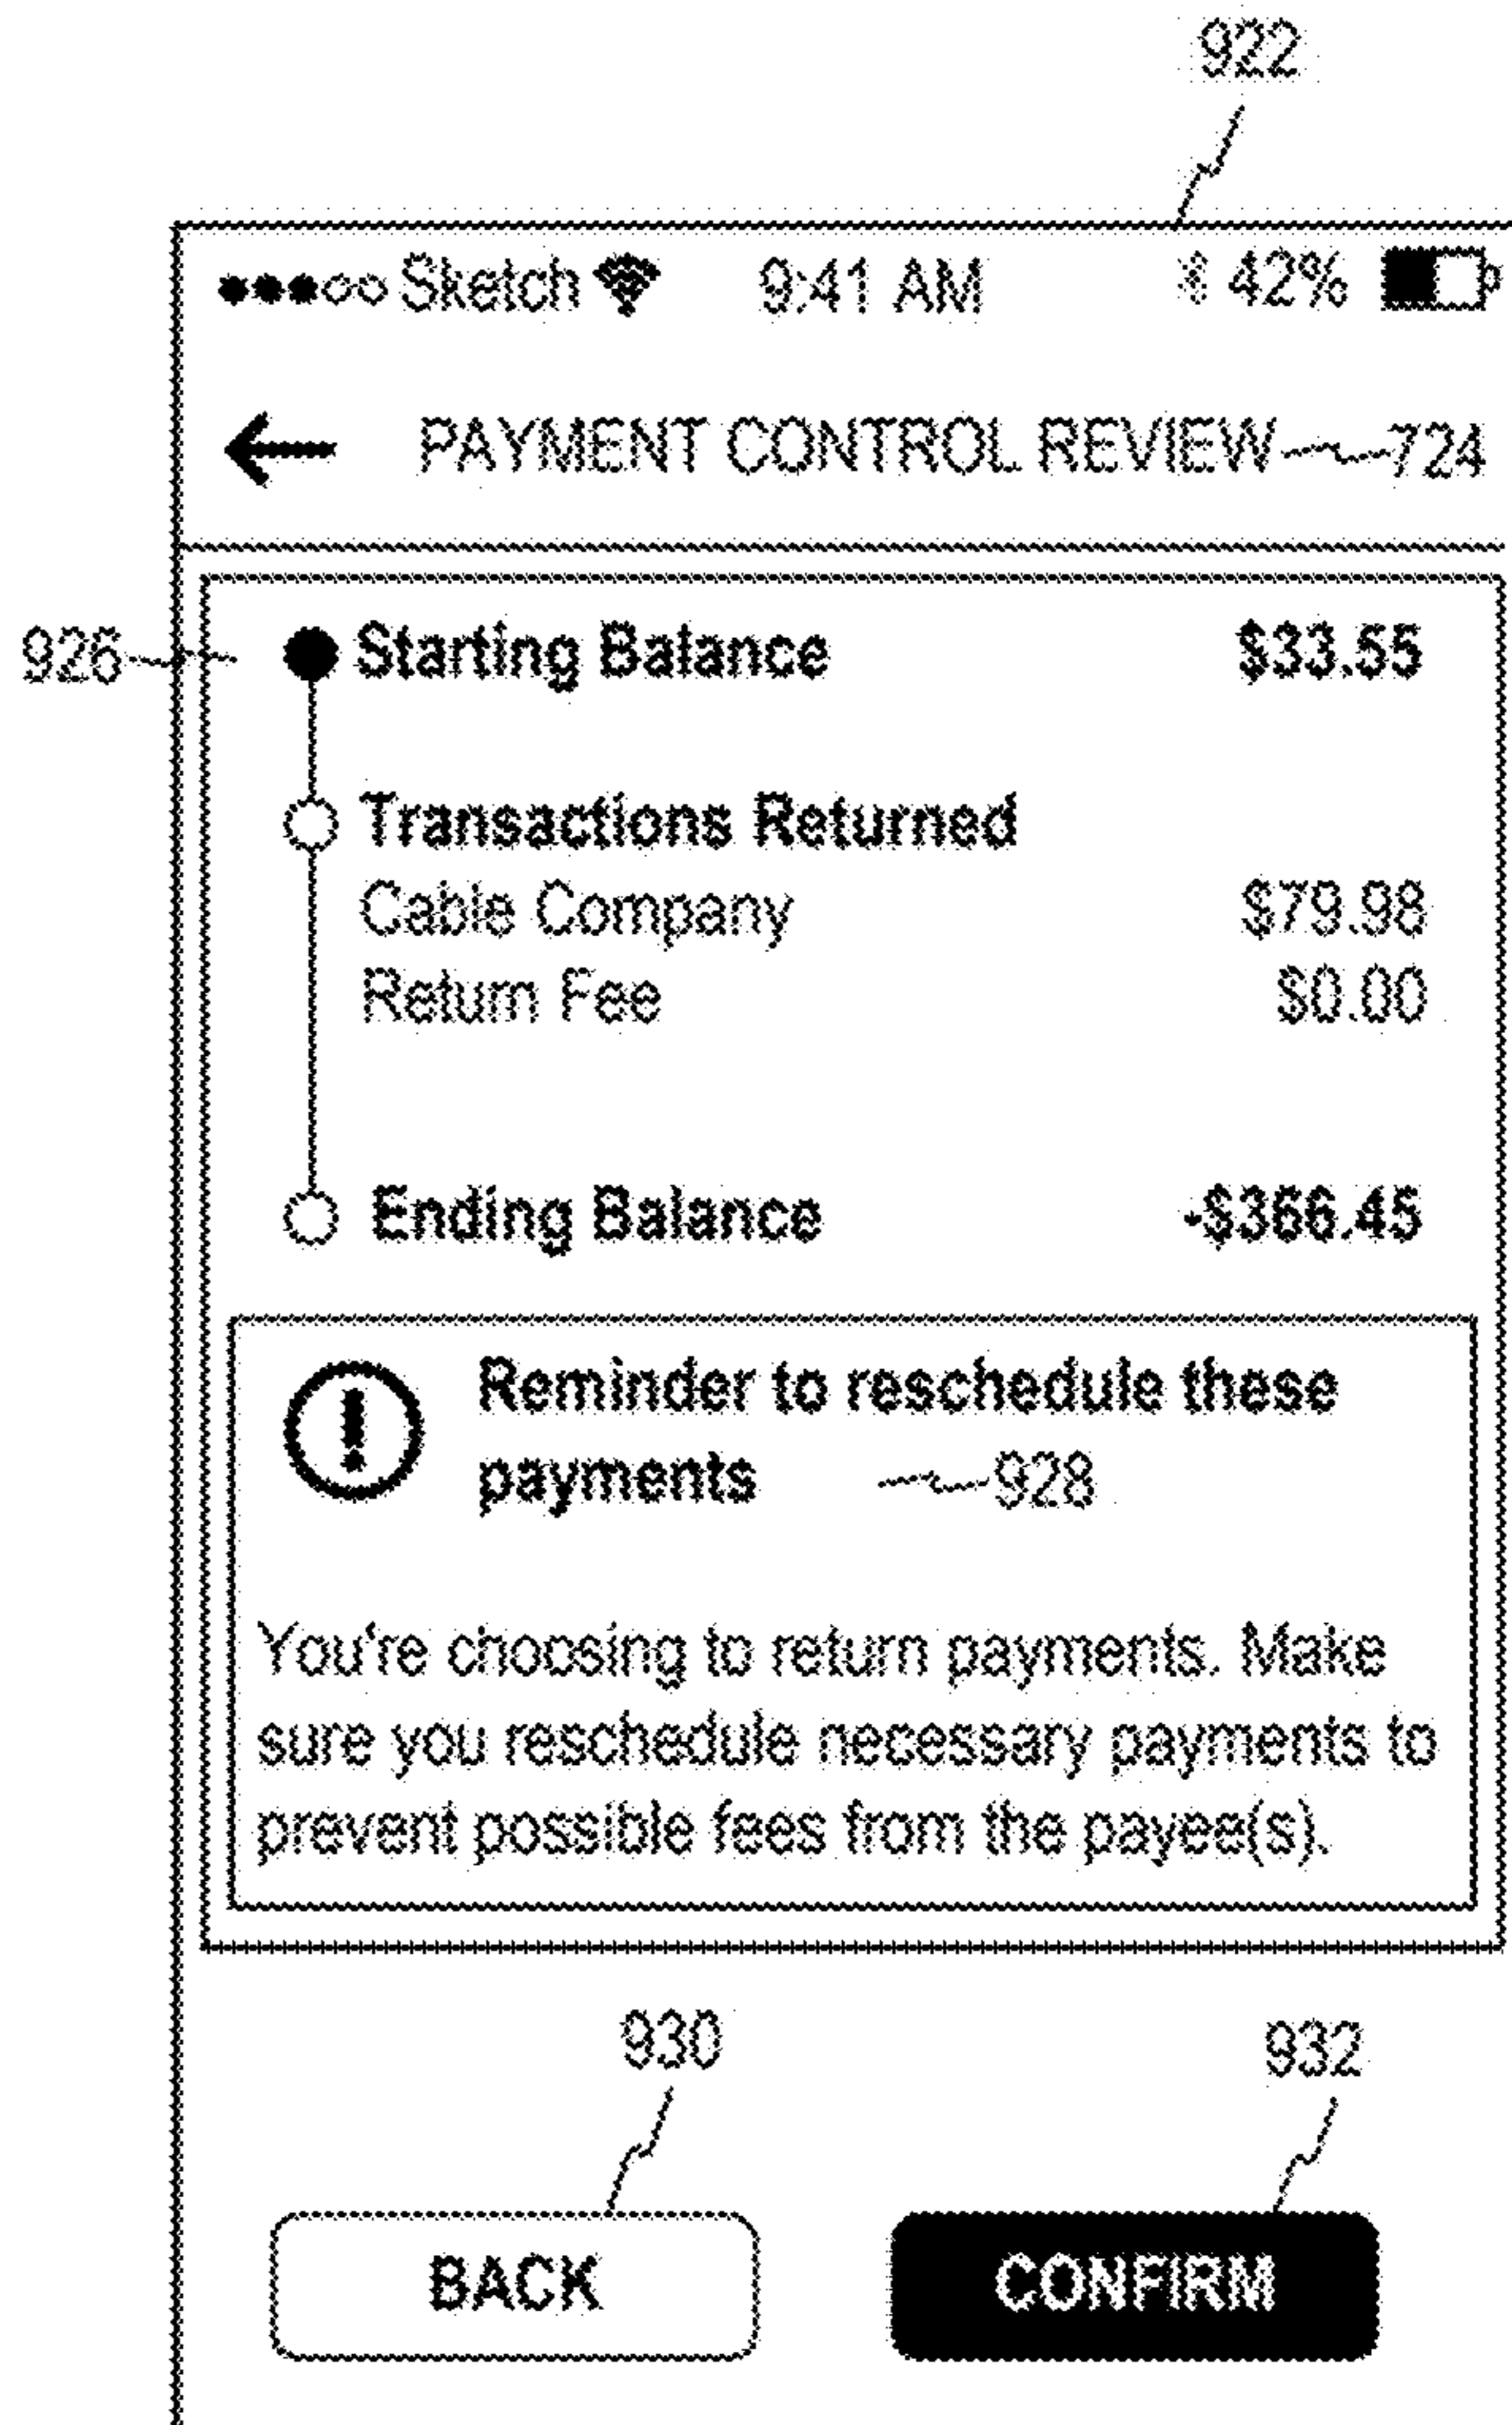 922
Sketch 9:41 AM 42%
PAYMENT CONTROL REVIEW 724
926 Starting Balance $33.55
Transactions Returned
Cable Company $79.98
Return Fee $0.00
Ending Balance -$366.45
Reminder to reschedule these
payments 928
You're choosing to return payments. Make
sure you reschedule necessary payments to
prevent possible fees from the payee(s).
930 932
BACK CONFIRM